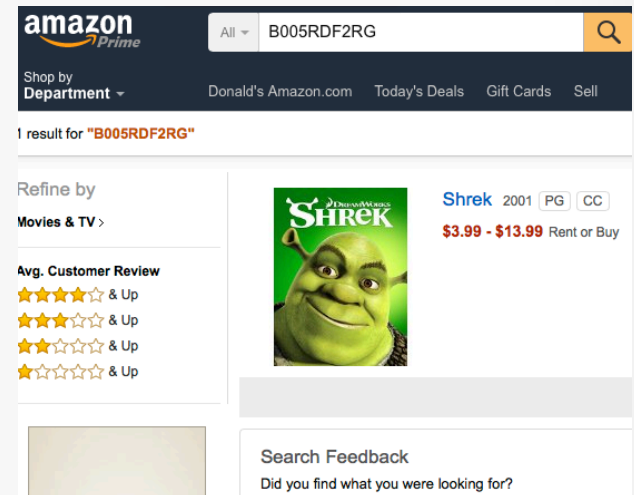 amazon
Prime
All
B005RDF2RG
Shop by
Department
Donald's Amazon.com Today's Deals Gift Cards Sell
1 result for "B005RDF2RG"
Refine by
Movies & TV ›
Avg. Customer Review
& Up
& Up
& Up
& Up
DREAMWORKS
SHREK
Shrek 2001 PG CC
$3.99 - $13.99 Rent or Buy
Search Feedback
Did you find what you were looking for?